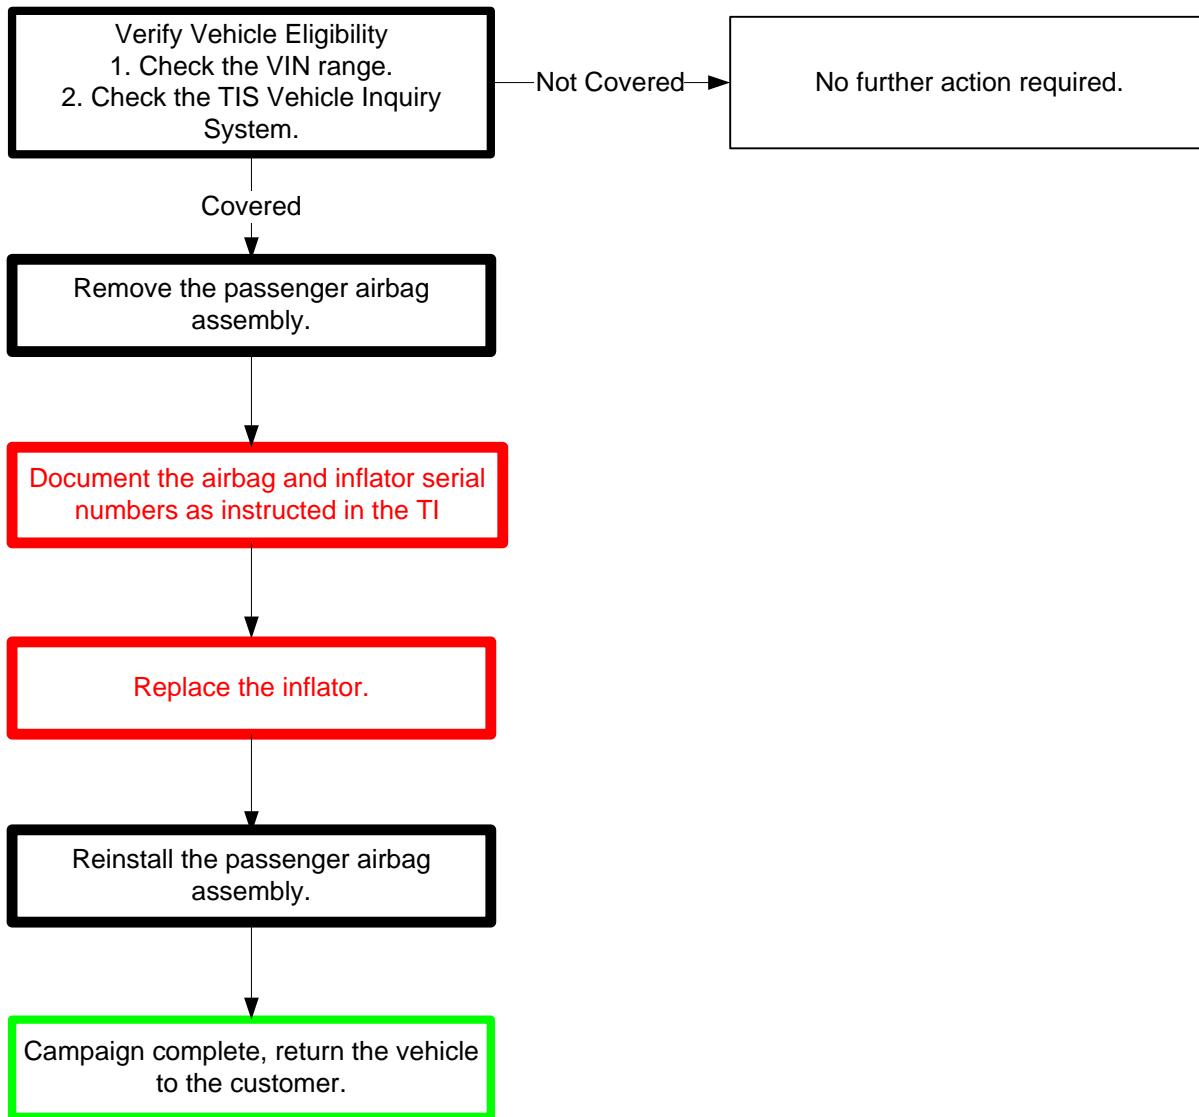 Verify Vehicle Eligibility
1. Check the VIN range.
2. Check the TIS Vehicle Inquiry
System.
Not Covered
No further action required.
Covered
Remove the passenger airbag
assembly.
Document the airbag and inflator serial
numbers as instructed in the TI
Replace the inflator.
Reinstall the passenger airbag
assembly.
Campaign complete, return the vehicle
to the customer.